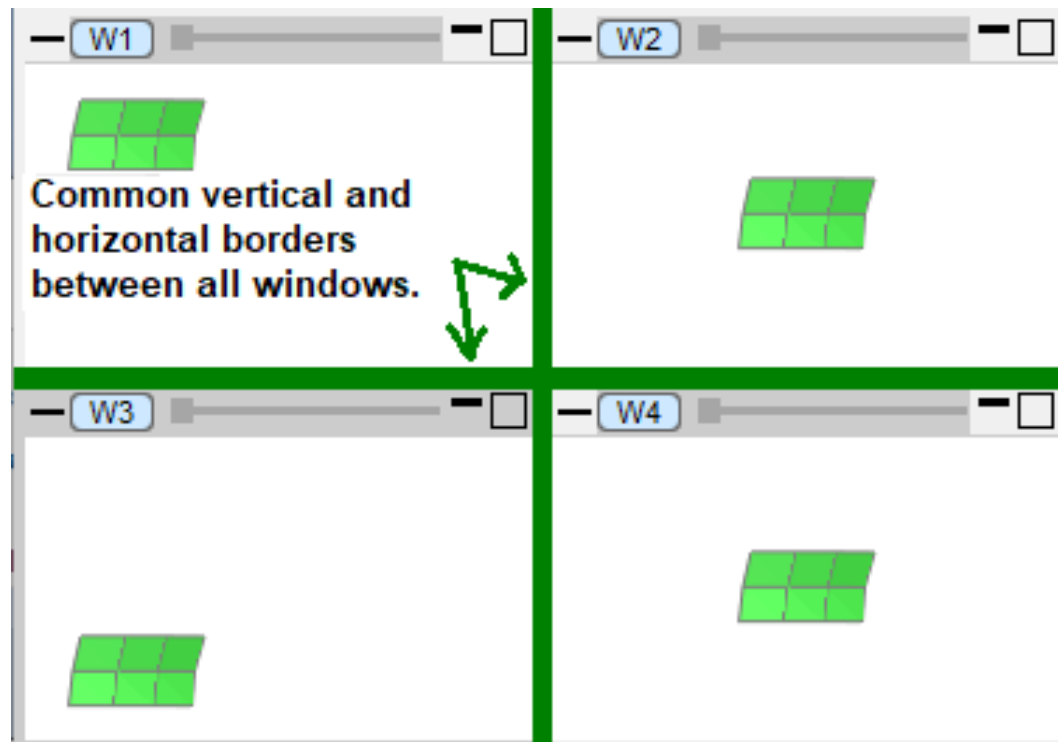 W1
W2
Common vertical and
horizontal borders
between all windows.
W3
W4